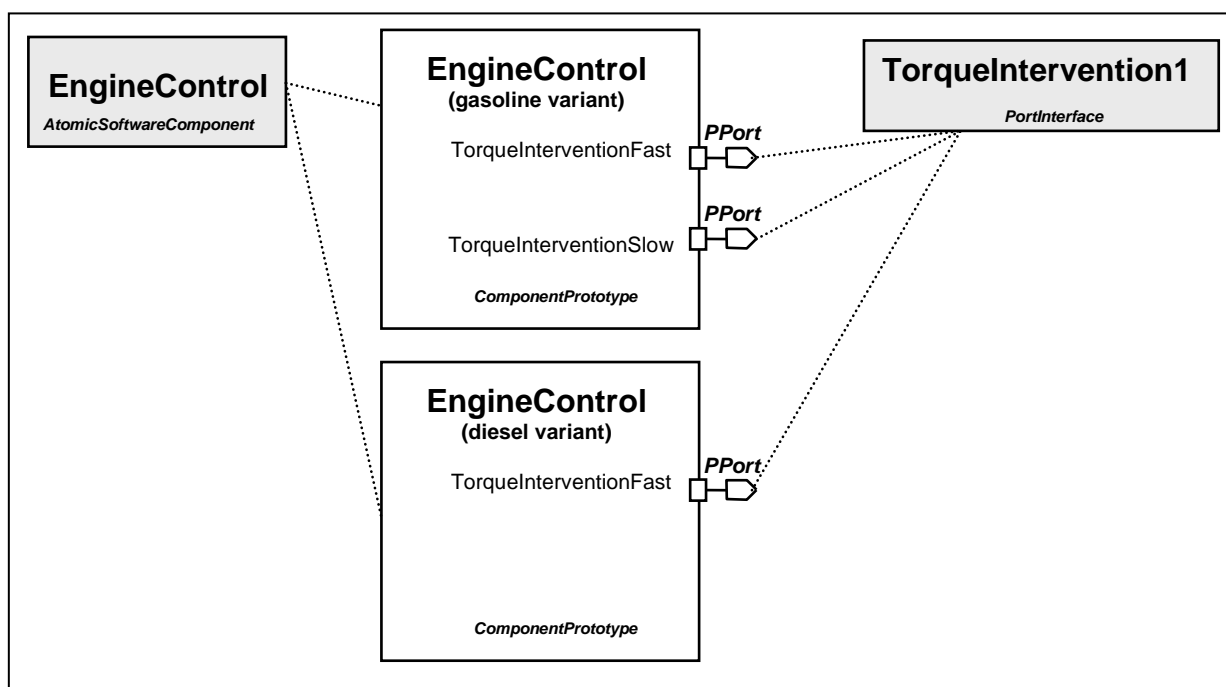 EngineControl
AtomicSoftwareComponent
EngineControl
(gasoline variant)
TorqueInterventionFast
PPort
TorqueInterventionSlow
PPort
ComponentPrototype
TorqueIntervention1
PortInterface
EngineControl
(diesel variant)
TorqueInterventionFast
PPort
ComponentPrototype